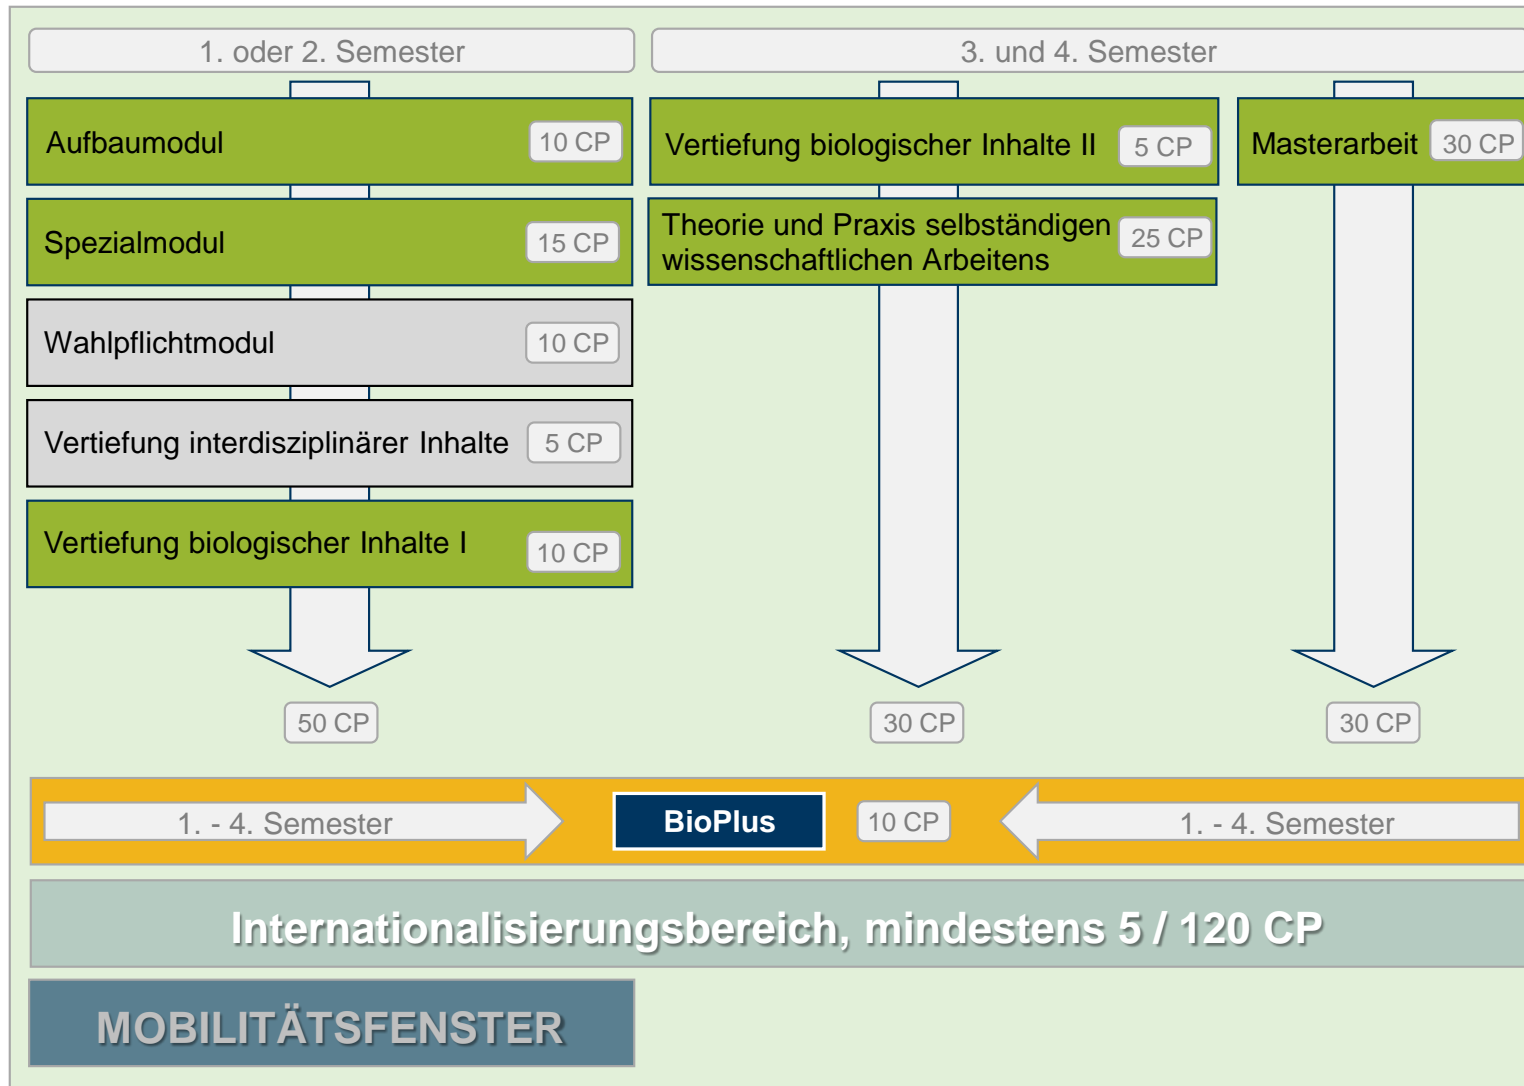 1. oder 2. Semester
3. und 4. Semester
Aufbaumodul 10 CP
Spezialmodul 15 CP
Wahlpflichtmodul 10 CP
Vertiefung interdisziplinärer Inhalte 5 CP
Vertiefung biologischer Inhalte I 10 CP
50 CP
Vertiefung biologischer Inhalte II 5 CP
Theorie und Praxis selbständigen
wissenschaftlichen Arbeitens 25 CP
30 CP
Masterarbeit 30 CP
30 CP
1. - 4. Semester BioPlus 10 CP 1. - 4. Semester
Internationalisierungsbereich, mindestens 5 / 120 CP
MOBILITÄTSFENSTER